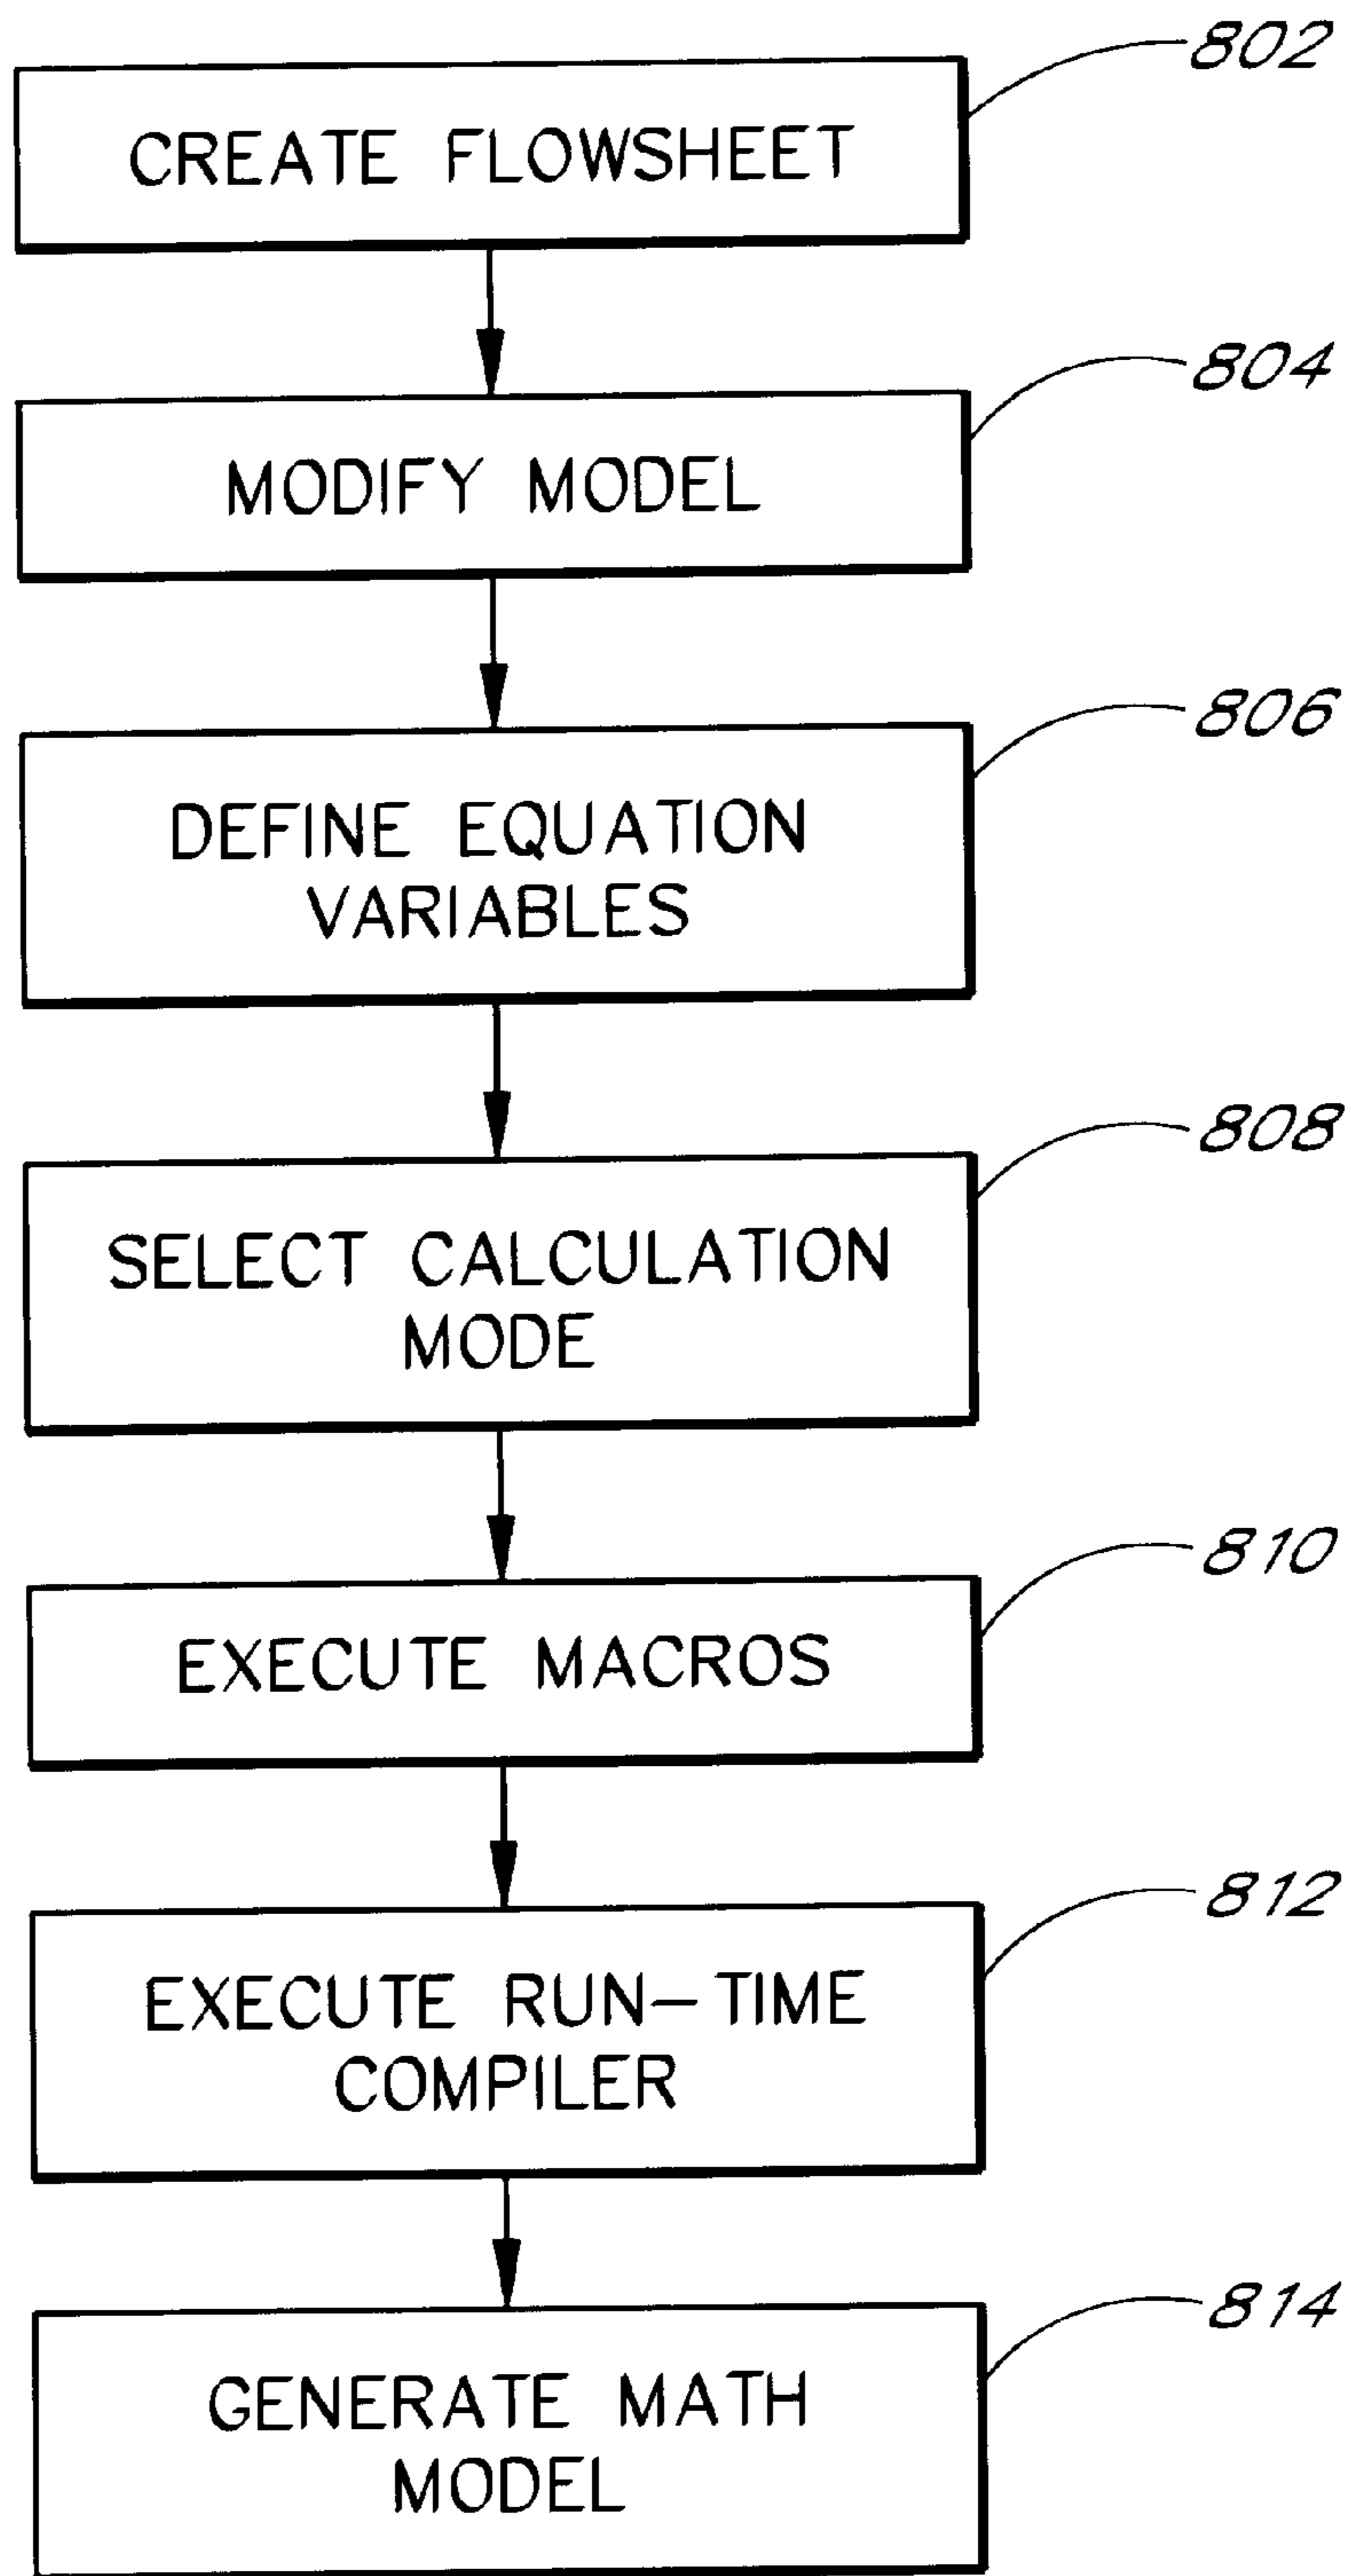 802
CREATE FLOWSHEET
804
MODIFY MODEL
806
DEFINE EQUATION
VARIABLES
808
SELECT CALCULATION
MODE
810
EXECUTE MACROS
812
EXECUTE RUN-TIME
COMPILER
814
GENERATE MATH
MODEL